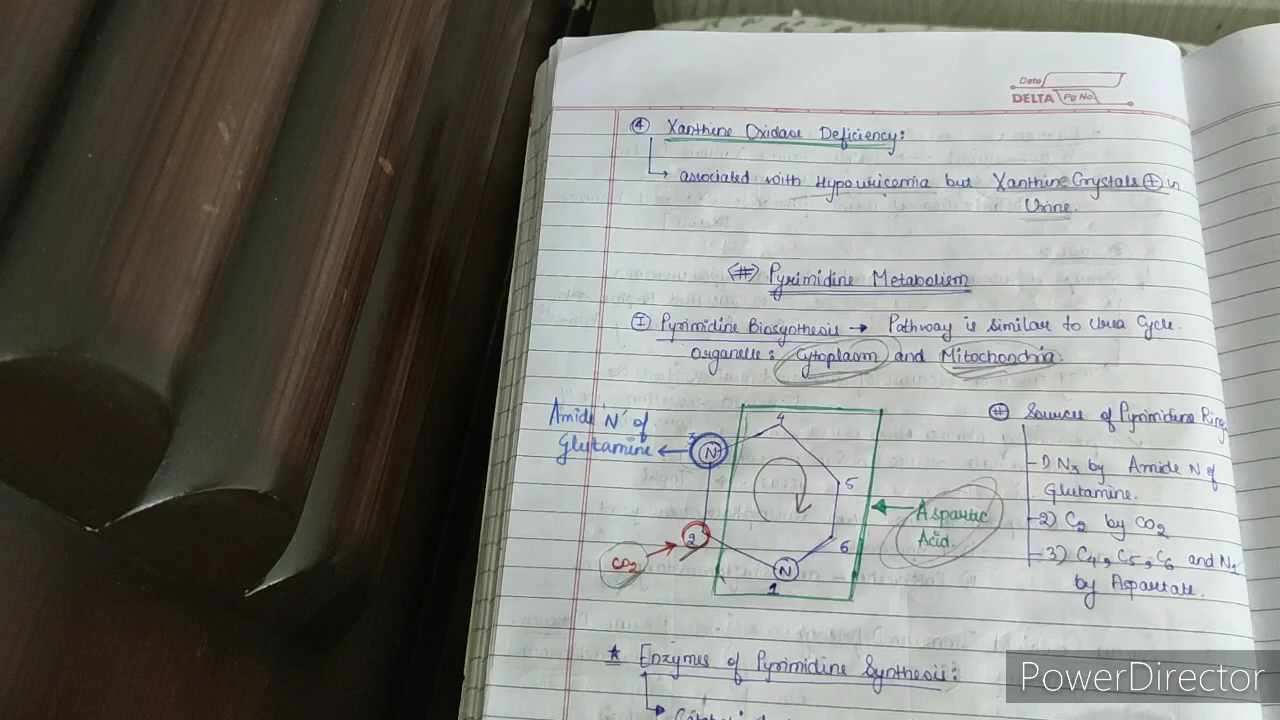 Date
DELTA Pg No
④ Xanthine Oxidase Deficiency:
↳ associated with Hypouricemia but Xanthine Crystals ⊕ in
Urine.
<#> Pyrimidine Metabolism
Ⓘ Pyrimidine Biosynthesis → Pathway is similar to Urea Cycle.
Organelle: Cytoplasm and Mitochondria.
Amide 'N' of
Glutamine ←
3 N
4
5
6
N
1
2
CO2
Aspartic
Acid.
# Sources of Pyrimidine Ring
1) N3 by Amide N of
Glutamine.
2) C2 by CO2
3) C4, C5, C6 and N1
by Aspartate.
★ Enzymes of Pyrimidine Synthesis:
PowerDirector